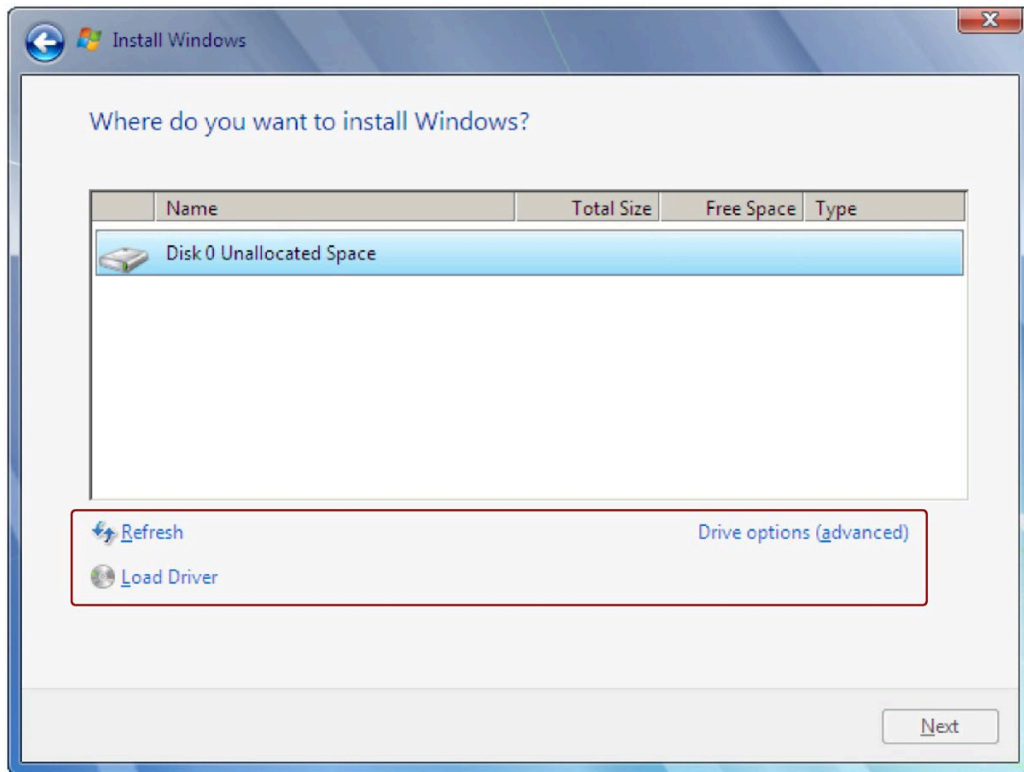 Install Windows
Where do you want to install Windows?
Name Total Size Free Space Type
Disk 0 Unallocated Space
Refresh Drive options (advanced)
Load Driver
Next